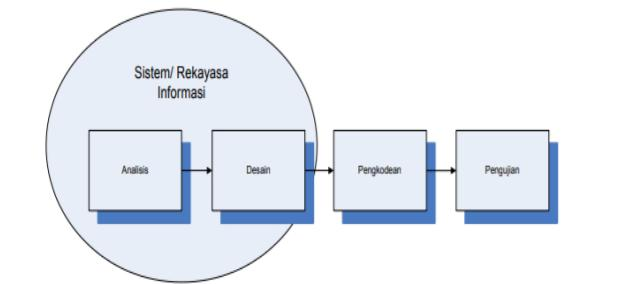 Sistem/ Rekayasa
Informasi
Analisis
Desain
Pengkodean
Pengujian